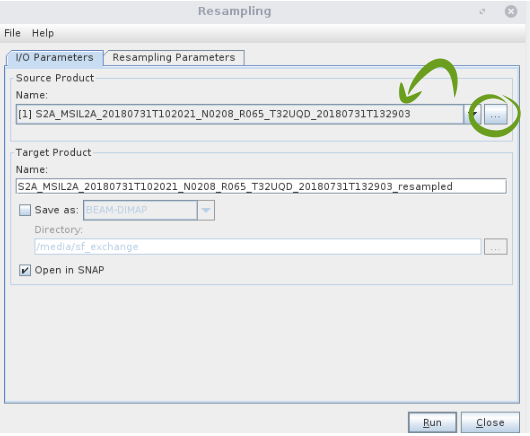 Resampling
File Help
I/O Parameters Resampling Parameters
Source Product
Name:
[1] S2A_MSIL2A_20180731T102021_N0208_R065_T32UQD_20180731T132903 ...
Target Product
Name:
S2A_MSIL2A_20180731T102021_N0208_R065_T32UQD_20180731T132903_resampled
Save as: BEAM-DIMAP
Directory:
/media/sf_exchange ...
Open in SNAP
Run Close